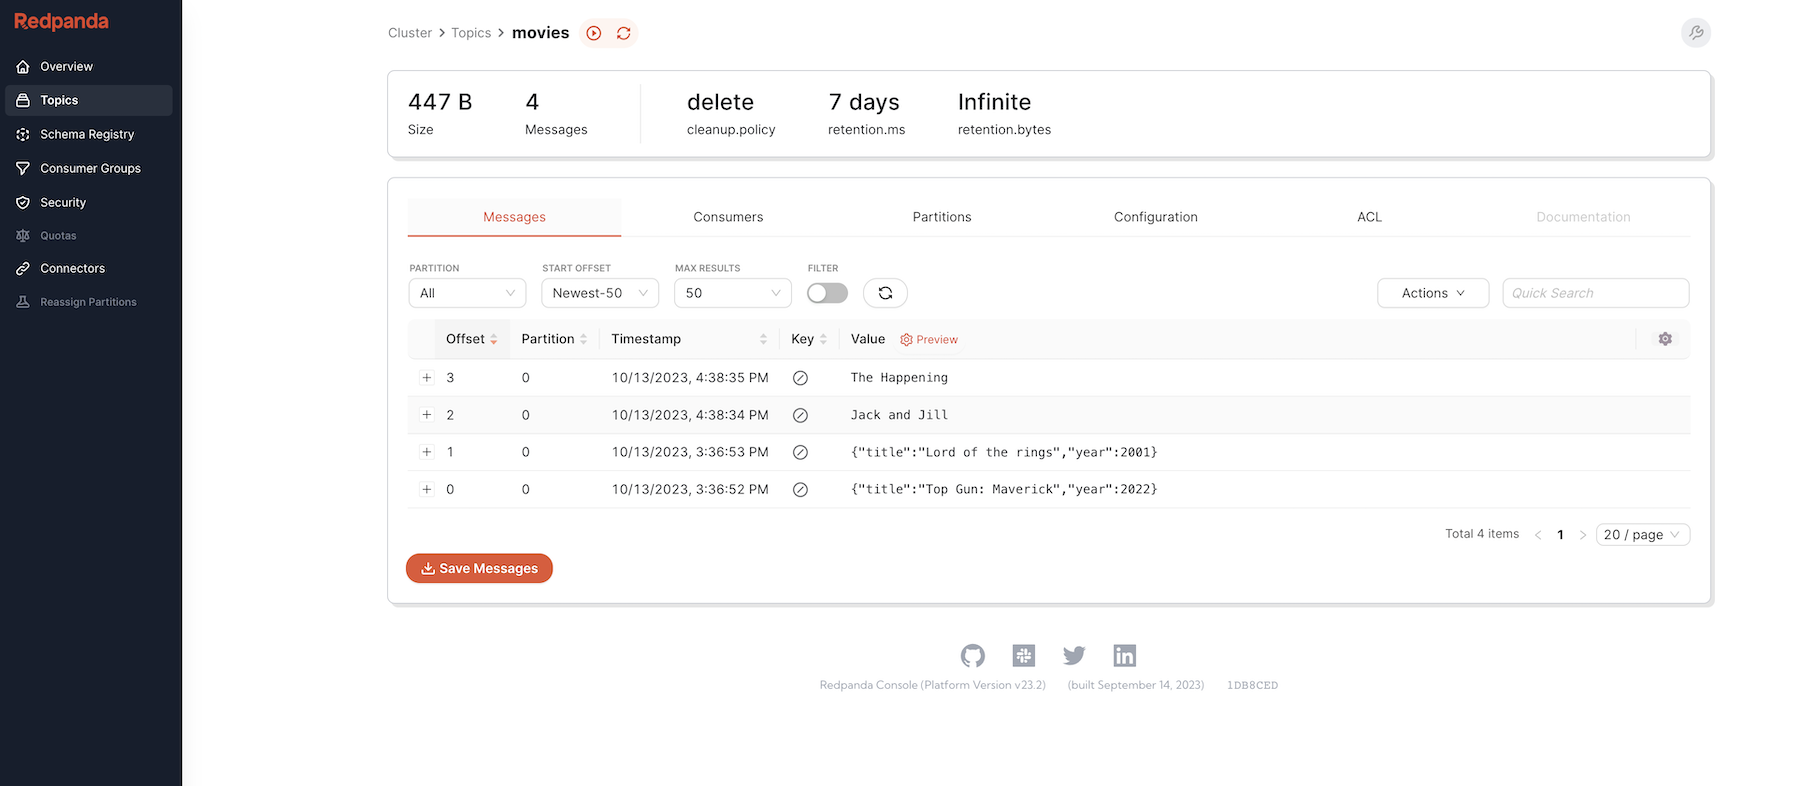 Redpanda
Overview
Topics
Schema Registry
Consumer Groups
Security
Quotas
Connectors
Reassign Partitions
Cluster > Topics > movies
447 B 4 delete 7 days Infinite
Size Messages cleanup.policy retention.ms retention.bytes
Messages Consumers Partitions Configuration ACL Documentation
PARTITION START OFFSET MAX RESULTS FILTER
All Newest-50 50 Actions Quick Search
Offset Partition Timestamp Key Value Preview
+ 3 0 10/13/2023, 4:38:35 PM The Happening
+ 2 0 10/13/2023, 4:38:34 PM Jack and Jill
+ 1 0 10/13/2023, 3:36:53 PM {"title":"Lord of the rings","year":2001}
+ 0 0 10/13/2023, 3:36:52 PM {"title":"Top Gun: Maverick","year":2022}
Total 4 items < 1 > 20 / page
Save Messages
in
Redpanda Console (Platform Version v23.2) (built September 14, 2023) 1DB8CED